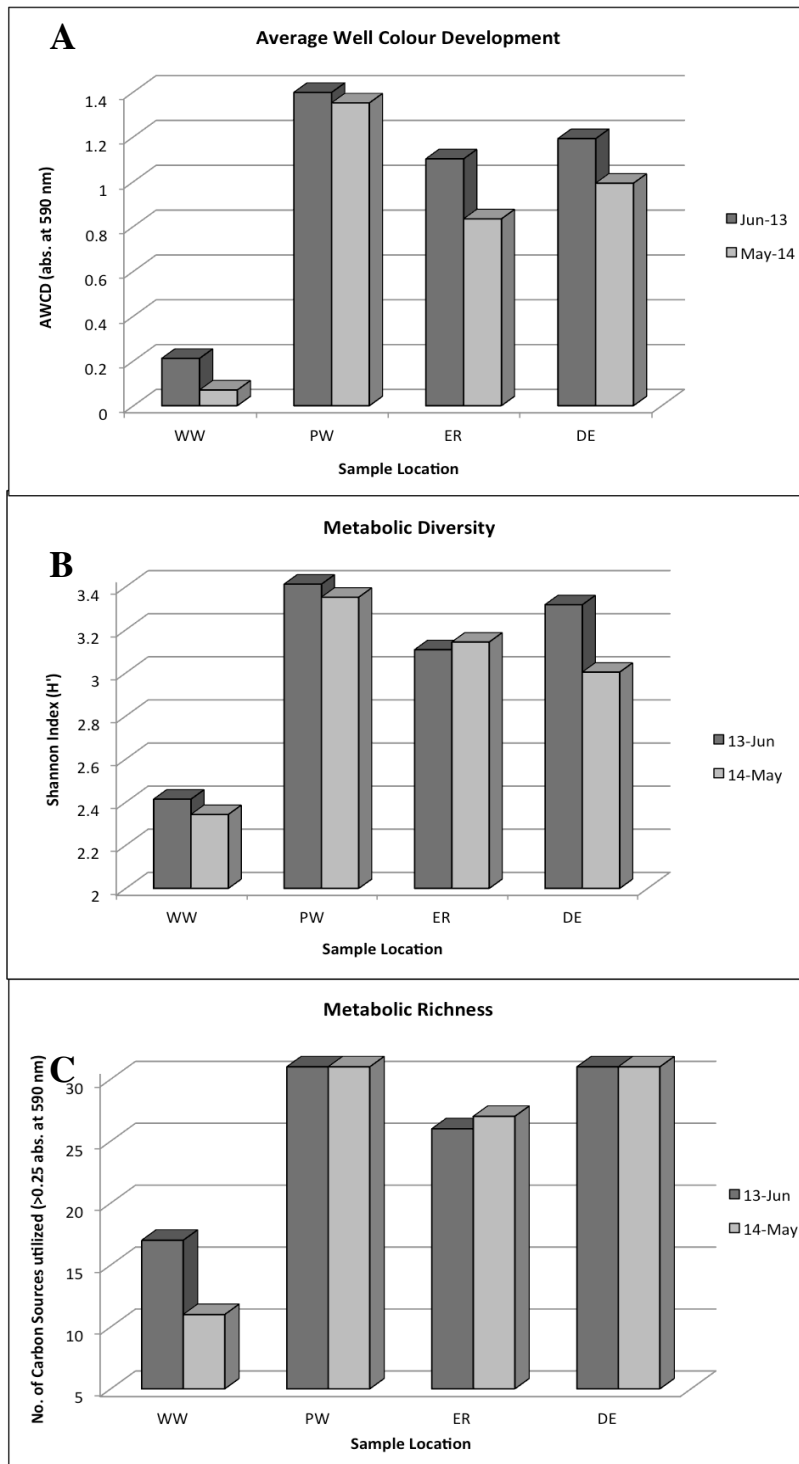 A
Average Well Colour Development
AWCD (abs. at 590 nm)
1.4
1.2
1
0.8
0.6
0.4
0.2
0
WW PW ER DE
Sample Location
Jun-13
May-14
B
Metabolic Diversity
Shannon Index (H')
3.4
3.2
3
2.8
2.6
2.4
2.2
2
WW PW ER DE
Sample Location
13-Jun
14-May
C
Metabolic Richness
No. of Carbon Sources utilized (>0.25 abs. at 590 nm)
30
25
20
15
10
5
WW PW ER DE
Sample Location
13-Jun
14-May